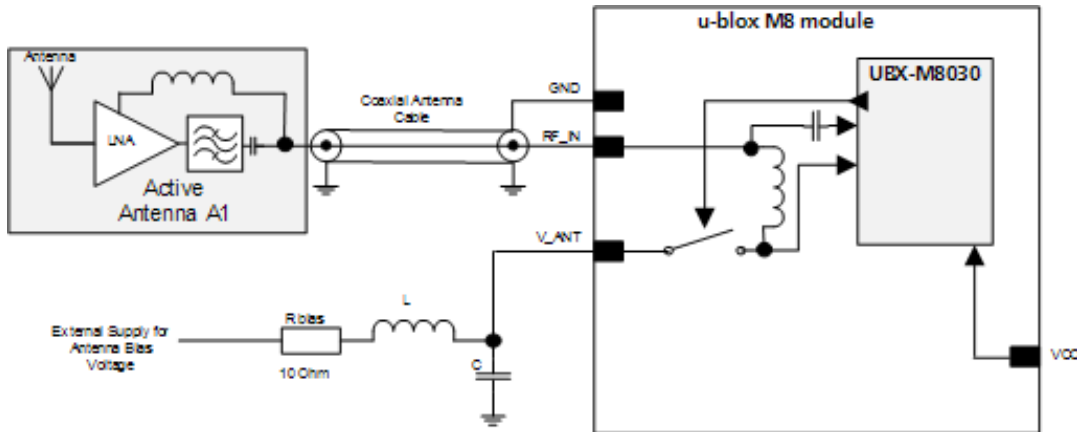 u-blox M8 module
Antenna
UBX-M8030
LNA
Active
Antenna A1
Coaxial Antenna
Cable
GND
RF_IN
V_ANT
L
R bias
10 Ohm
External Supply for
Antenna Bias
Voltage
C
VCC